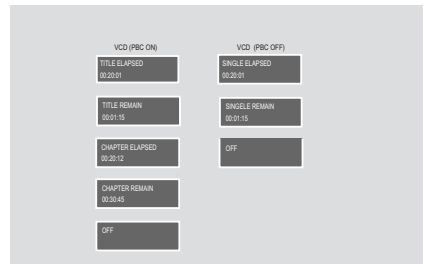 VCD (PBC ON)
TITLE ELAPSED
00:20:01
TITLE REMAIN
00:01:15
CHAPTER ELAPSED
00:20:12
CHAPTER REMAIN
00:30:45
OFF
VCD (PBC OFF)
SINGLE ELAPSED
00:20:01
SINGELE REMAIN
00:01:15
OFF